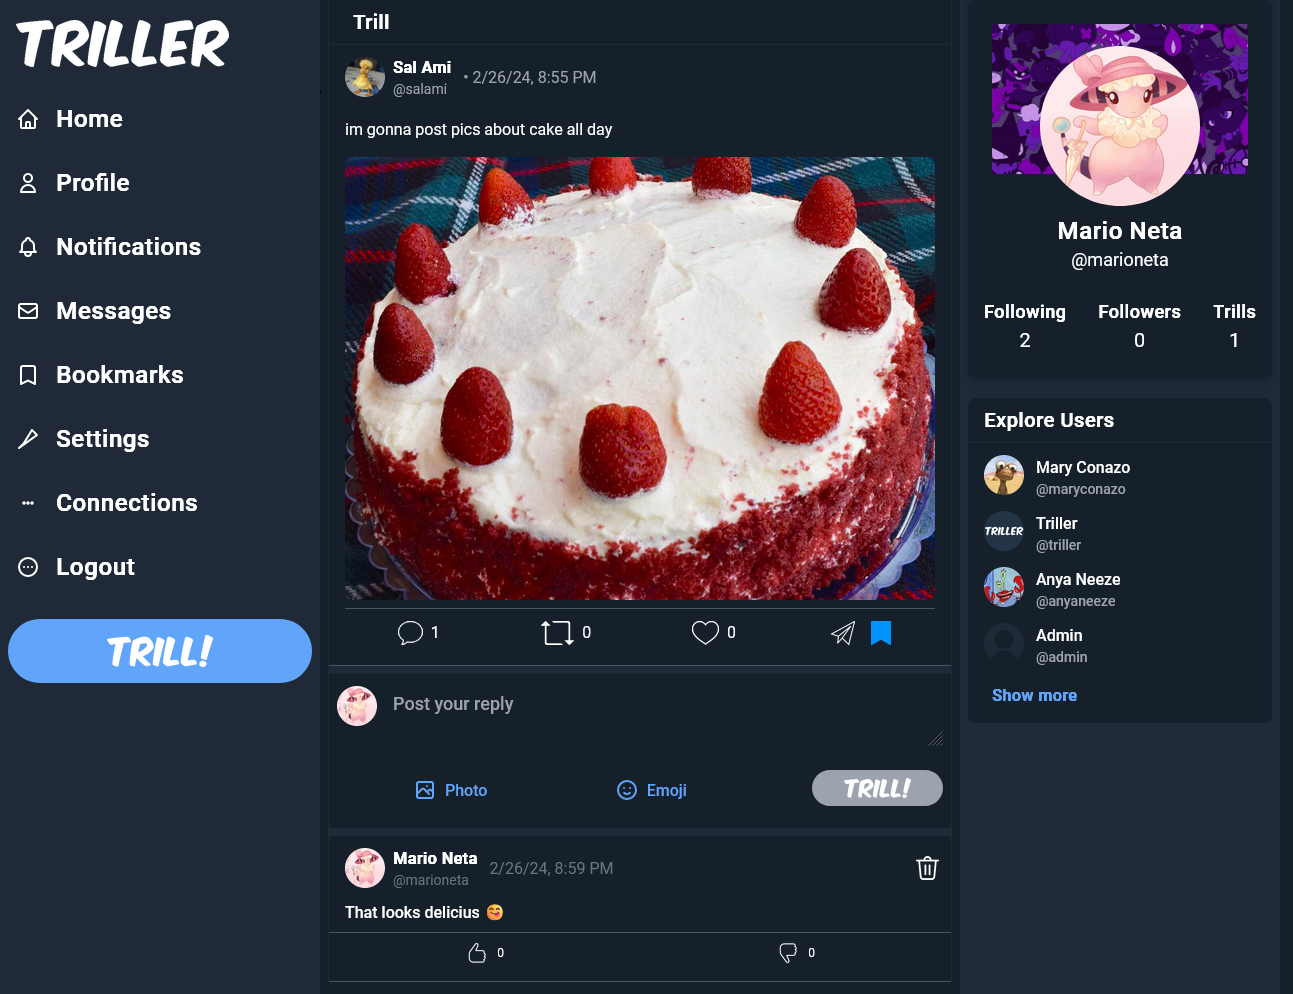 TRILLER
Home
Profile
Notifications
Messages
Bookmarks
Settings
Connections
Logout
TRILL!
Trill
Sal Ami
@salami
• 2/26/24, 8:55 PM
im gonna post pics about cake all day
1
0
0
Post your reply
Photo
Emoji
TRILL!
Mario Neta
@marioneta
2/26/24, 8:59 PM
That looks delicius 😋
0
0
Mario Neta
@marioneta
Following
2
Followers
0
Trills
1
Explore Users
Mary Conazo
@maryconazo
TRILLER
Triller
@triller
Anya Neeze
@anyaneeze
Admin
@admin
Show more